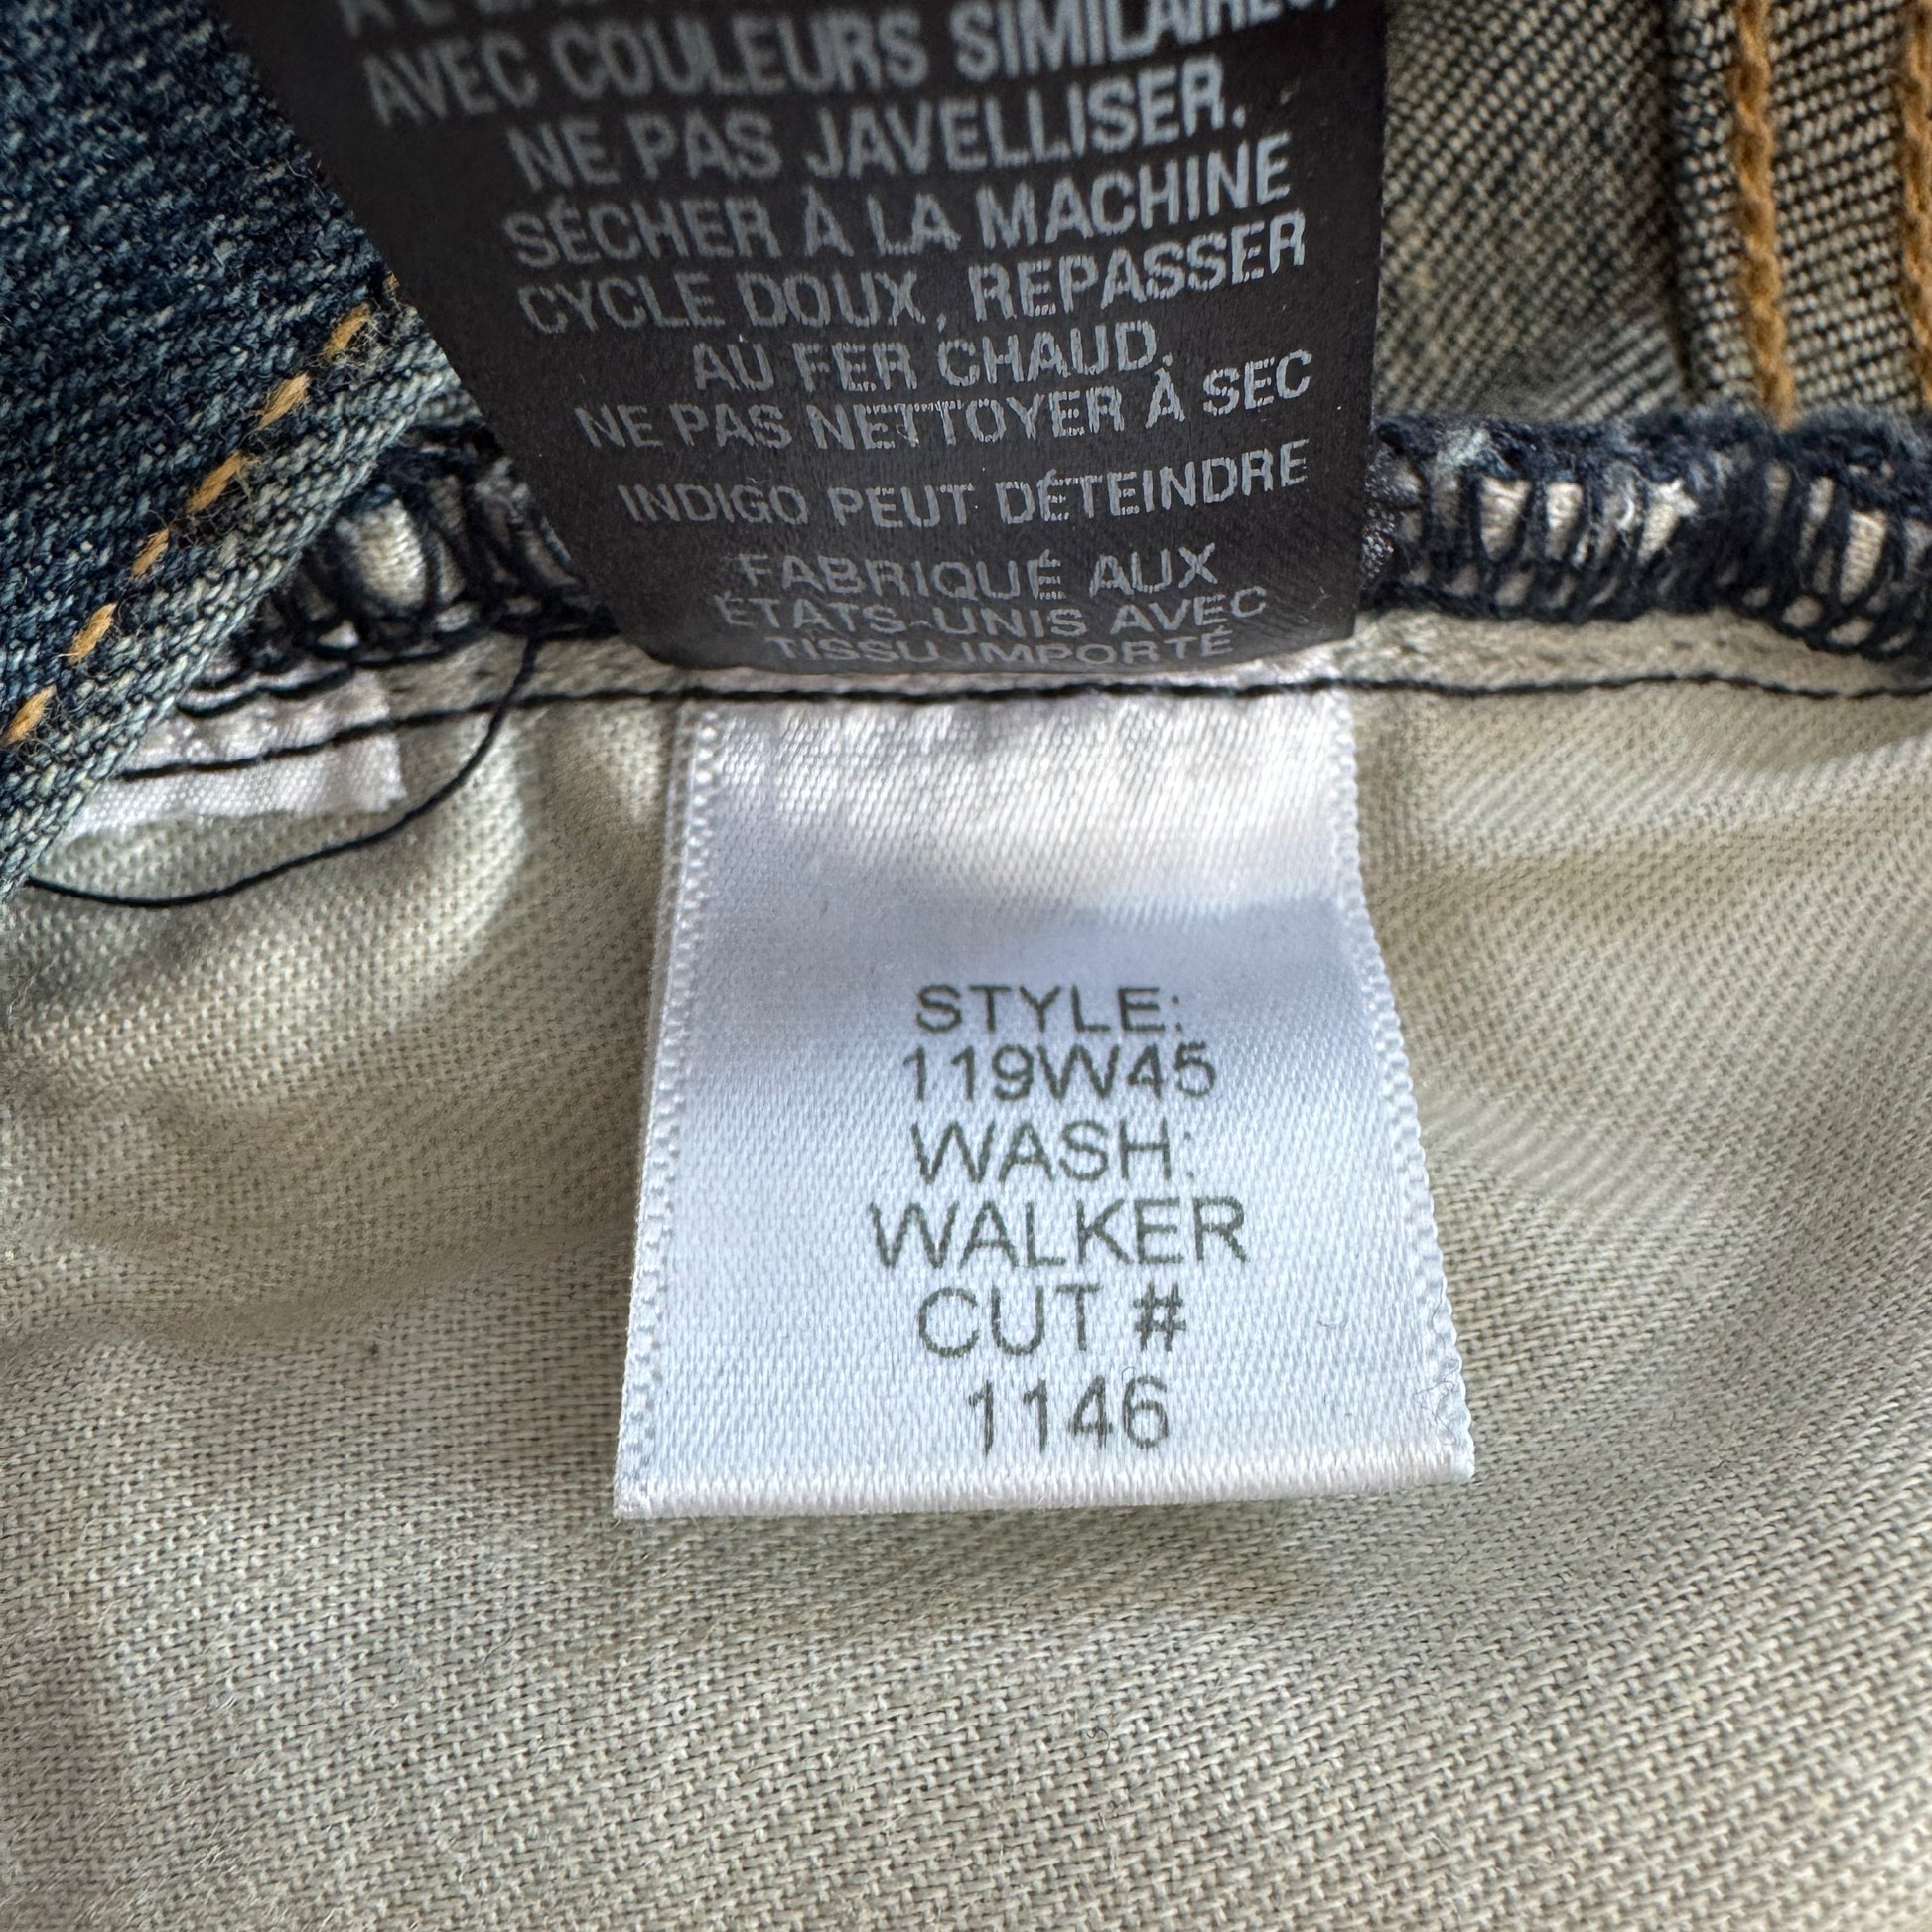 AVEC COULEURS SIMILAIRES,
NE PAS JAVELLISER.
SÉCHER À LA MACHINE
CYCLE DOUX, REPASSER
AU FER CHAUD.
NE PAS NETTOYER À SEC
INDIGO PEUT DÉTEINDRE
FABRIQUÉ AUX
ÉTATS-UNIS AVEC
TISSU IMPORTÉ
STYLE:
119W45
WASH:
WALKER
CUT #
1146